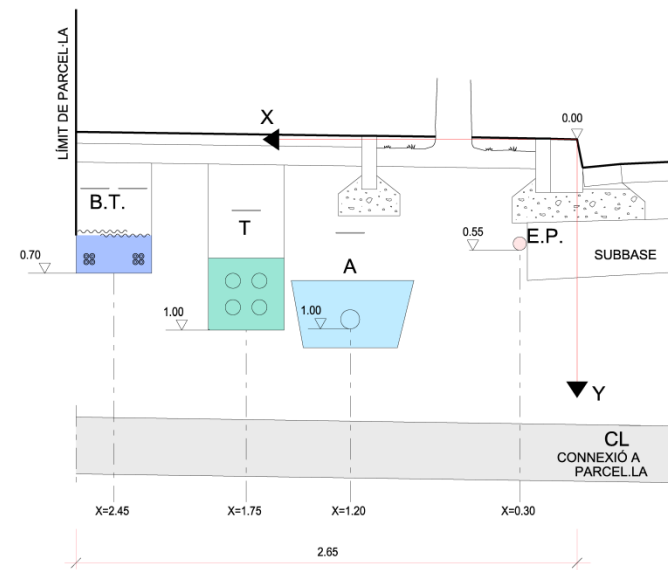 LÍMIT DE PARCEL·LA
X
0.00
B.T.
T
A
E.P.
0.55
SUBBASE
0.70
1.00
1.00
Y
CL
CONNEXIÓ A
PARCEL.LA
X=2.45
X=1.75
X=1.20
X=0.30
2.65